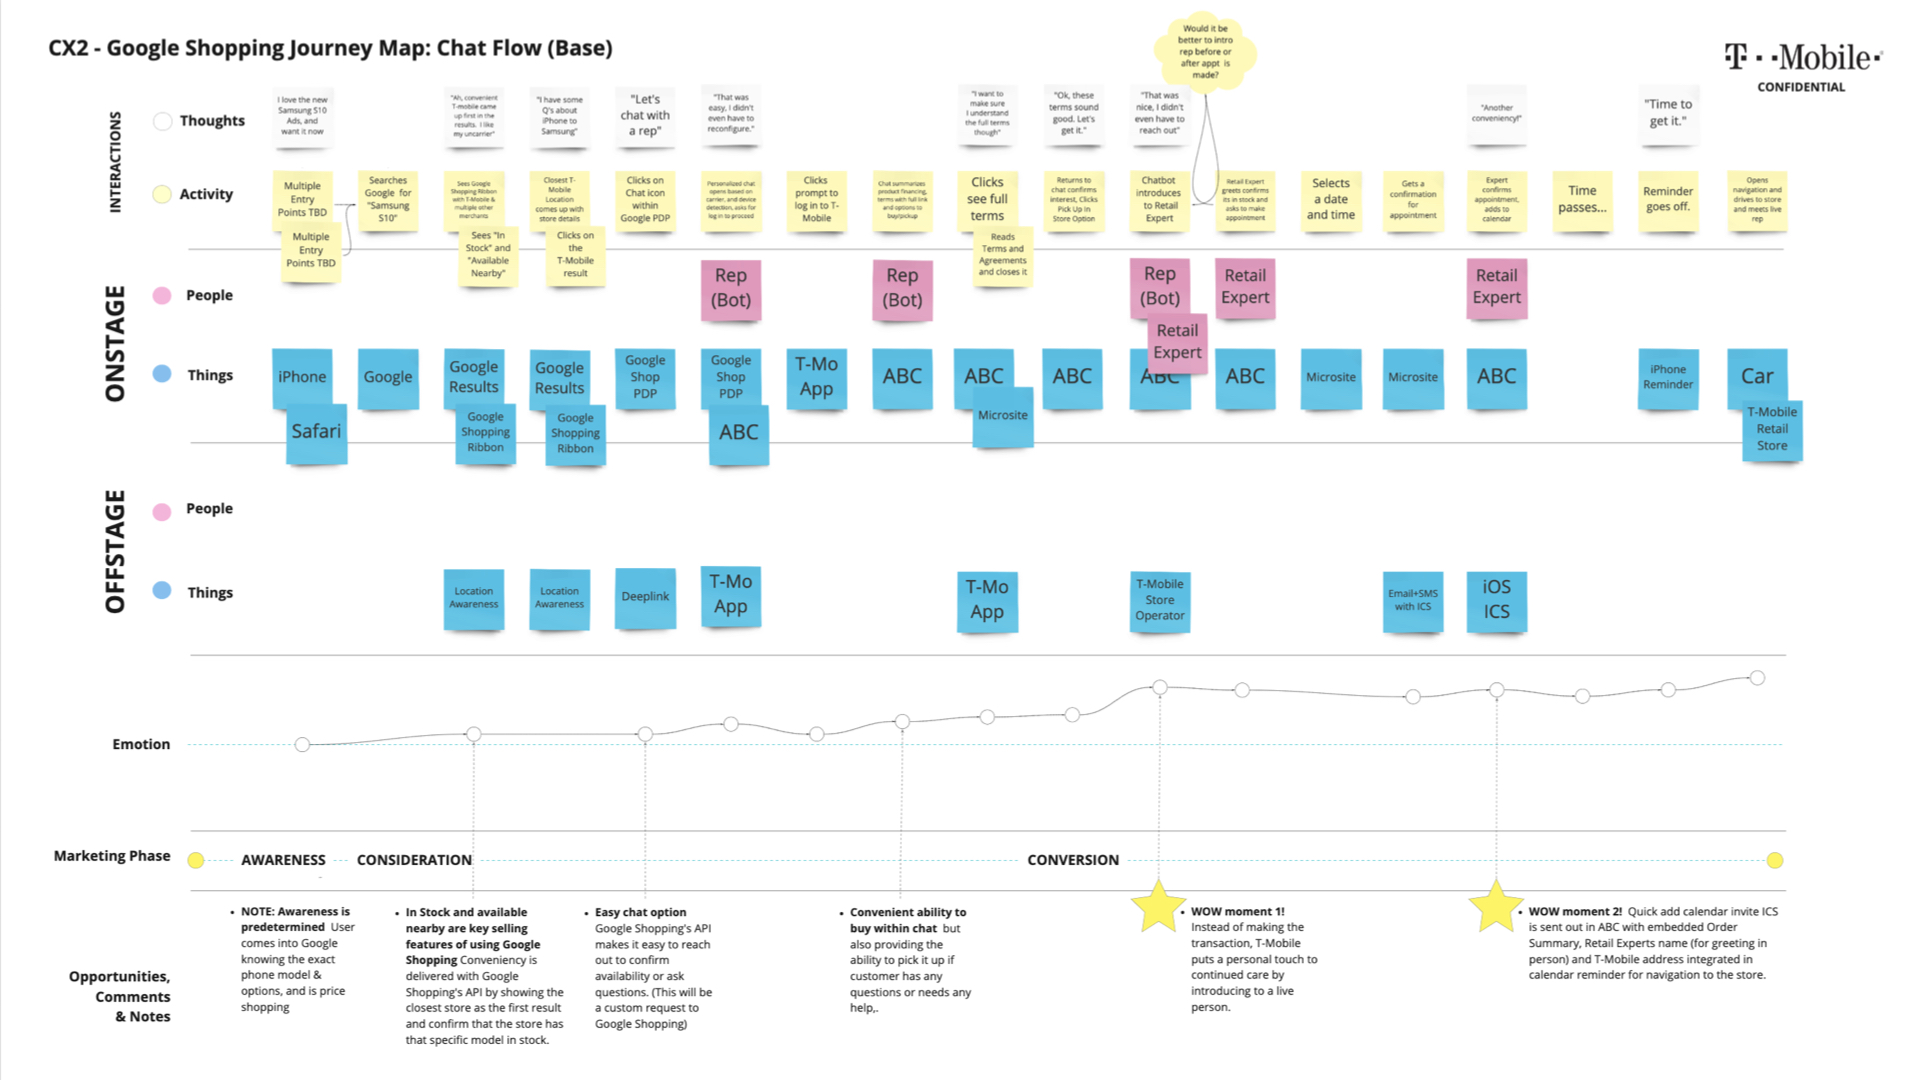 CX2 - Google Shopping Journey Map: Chat Flow (Base)
Would it be
better to intro
rep before or
after appt is
made?
T··Mobile·
CONFIDENTIAL
INTERACTIONS
Thoughts
I love the new
Samsung S10
Ads, and
want it now
"Ah, convenient
T-mobile came
up first in the
results. I like
my uncarrier"
"I have some
Q's about
iPhone to
Samsung"
"Let's
chat with
a rep"
"That was
easy, I didn't
even have to
reconfigure."
"I want to
make sure
I understand
the full terms
though"
"Ok, these
terms sound
good. Let's
get it."
"That was
nice, I didn't
even have to
reach out"
"Another
conveniency!"
"Time to
get it."
Activity
Multiple
Entry
Points TBD
Multiple
Entry
Points TBD
Searches
Google for
"Samsung
S10"
Sees Google
Shopping Ribbon
with T-Mobile &
multiple other
merchants
Sees "In
Stock" and
"Available
Nearby"
Closest T-
Mobile
Location
comes up with
store details
Clicks on
the
T-Mobile
result
Clicks on
Chat icon
within
Google PDP
Personalized chat
opens based on
carrier, and device
detection, asks for
log in to proceed
Clicks
prompt to
log in to T-
Mobile
Chat summarizes
product financing,
terms with full link
and options to
buy/pickup
Clicks
see full
terms
Reads
Terms and
Agreements
and closes it
Returns to
chat confirms
interest, Clicks
Pick Up In
Store Option
Chatbot
introduces
to Retail
Expert
Retail Expert
greets confirms
its in stock and
asks to make
appointment
Selects
a date
and time
Gets a
confirmation
for
appointment
Expert
confirms
appointment,
adds to
calendar
Time
passes...
Reminder
goes off.
Opens
navigation and
drives to store
and meets live
rep
ONSTAGE
People
Rep
(Bot)
Rep
(Bot)
Rep
(Bot)
Retail
Expert
Retail
Expert
Retail
Expert
Things
iPhone
Safari
Google
Google
Results
Google
Shopping
Ribbon
Google
Results
Google
Shopping
Ribbon
Google
Shop
PDP
Google
Shop
PDP
ABC
T-Mo
App
ABC
ABC
Microsite
ABC
ABC
ABC
Microsite
Microsite
ABC
iPhone
Reminder
Car
T-Mobile
Retail
Store
OFFSTAGE
People
Things
Location
Awareness
Location
Awareness
Deeplink
T-Mo
App
T-Mo
App
T-Mobile
Store
Operator
Email+SMS
with ICS
iOS
ICS
Emotion
Marketing Phase
AWARENESS
CONSIDERATION
CONVERSION
Opportunities,
Comments
& Notes
• NOTE: Awareness is
predetermined User
comes into Google
knowing the exact
phone model &
options, and is price
shopping
• In Stock and available
nearby are key selling
features of using Google
Shopping Conveniency is
delivered with Google
Shopping's API by showing the
closest store as the first result
and confirm that the store has
that specific model in stock.
• Easy chat option
Google Shopping's API
makes it easy to reach
out to confirm
availability or ask
questions. (This will be
a custom request to
Google Shopping)
• Convenient ability to
buy within chat but
also providing the
ability to pick it up if
customer has any
questions or needs any
help,.
• WOW moment 1!
Instead of making the
transaction, T-Mobile
puts a personal touch to
continued care by
introducing to a live
person.
• WOW moment 2! Quick add calendar invite ICS
is sent out in ABC with embedded Order
Summary, Retail Experts name (for greeting in
person) and T-Mobile address integrated in
calendar reminder for navigation to the store.